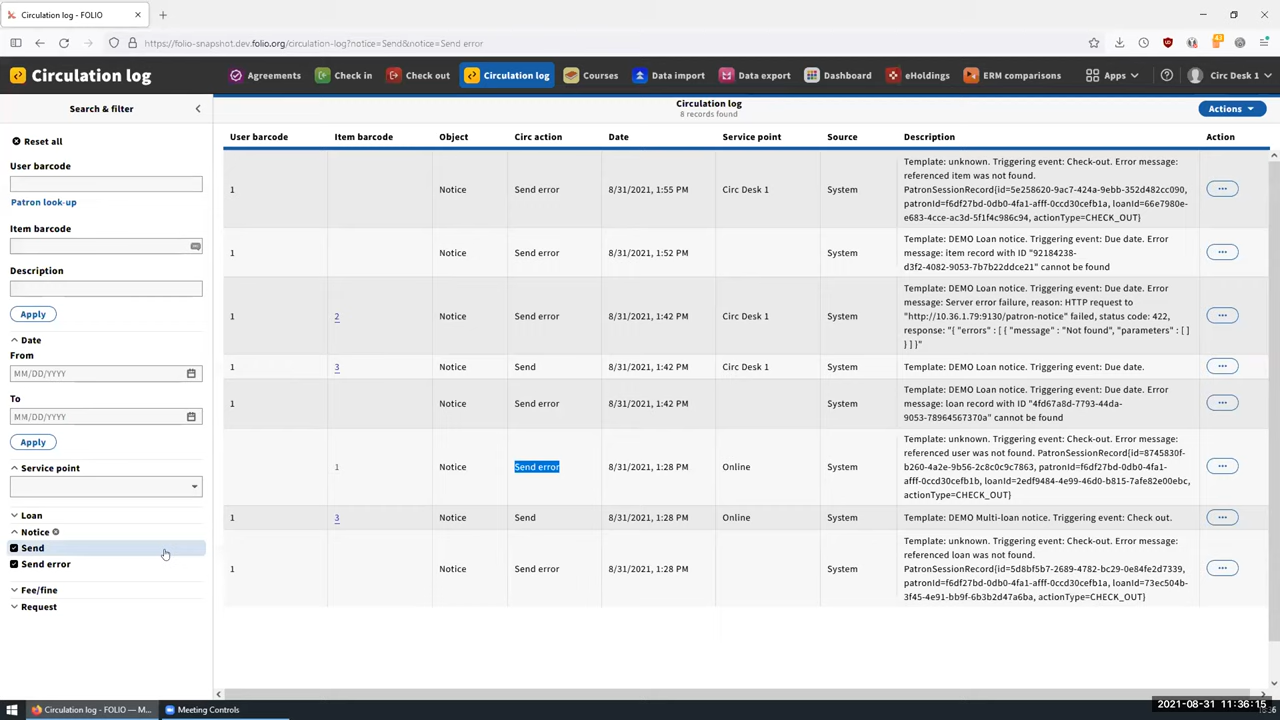 Circulation log - FOLIO
https://folio-snapshot.dev.folio.org/circulation-log?notice=Send&notice=Send error
41
Circulation log
Agreements
Check in
Check out
Circulation log
Courses
Data import
Data export
Dashboard
eHoldings
ERM comparisons
Apps
Circ Desk 1
Search & filter
Circulation log
8 records found
Actions
User barcode
Item barcode
Object
Circ action
Date
Service point
Source
Description
Action
Reset all
User barcode
Patron look-up
Item barcode
Description
Apply
Date
From
MM/DD/YYYY
To
MM/DD/YYYY
Apply
Service point
Loan
Notice
Send
Send error
Fee/fine
Request
1 Notice Send error 8/31/2021, 1:55 PM Circ Desk 1 System
Template: unknown. Triggering event: Check-out. Error message:
referenced item was not found.
PatronSessionRecord{id=5e258620-9ac7-424a-9ebb-352d482cc090,
patronId=f6df27bd-0db0-4fa1-afff-0ccd30cefb1a, loanId=66e7980e-
e683-4cce-ac3d-5f1f4c986c94, actionType=CHECK_OUT}
1 Notice Send error 8/31/2021, 1:52 PM System
Template: DEMO Loan notice. Triggering event: Due date. Error
message: item record with ID "92184238-
d3f2-4082-9053-7b7b22ddce21" cannot be found
1 2 Notice Send error 8/31/2021, 1:42 PM Circ Desk 1 System
Template: DEMO Loan notice. Triggering event: Due date. Error
message: Server error failure, reason: HTTP request to
"http://10.36.1.79:9130/patron-notice" failed, status code: 422,
response: "{ "errors" : [ { "message" : "Not found", "parameters" : [ ]
} ] }"
1 3 Notice Send 8/31/2021, 1:42 PM Circ Desk 1 System
Template: DEMO Loan notice. Triggering event: Due date.
1 Notice Send error 8/31/2021, 1:42 PM System
Template: DEMO Loan notice. Triggering event: Due date. Error
message: loan record with ID "4fd67a8d-7793-44da-
9053-78964567370a" cannot be found
1 Notice Send error 8/31/2021, 1:28 PM Online System
Template: unknown. Triggering event: Check-out. Error message:
referenced user was not found. PatronSessionRecord{id=8745830f-
b260-4a2e-9b56-2c8c0c9c7863, patronId=f6df27bd-0db0-4fa1-
afff-0ccd30cefb1b, loanId=2edf9484-4e99-46d0-b815-7afe82e00ebc,
actionType=CHECK_OUT}
1 3 Notice Send 8/31/2021, 1:28 PM Online System
Template: DEMO Multi-loan notice. Triggering event: Check out.
1 Notice Send error 8/31/2021, 1:28 PM System
Template: unknown. Triggering event: Check-out. Error message:
referenced loan was not found.
PatronSessionRecord{id=5d8bf5b7-2689-4782-bc29-0e84fe2d7339,
patronId=f6df27bd-0db0-4fa1-afff-0ccd30cefb1a, loanId=73ec504b-
3f45-4e91-bb9f-6b3b2d47a6ba, actionType=CHECK_OUT}
Circulation log - FOLIO — M...
Meeting Controls
2021-08-31 11:36:15